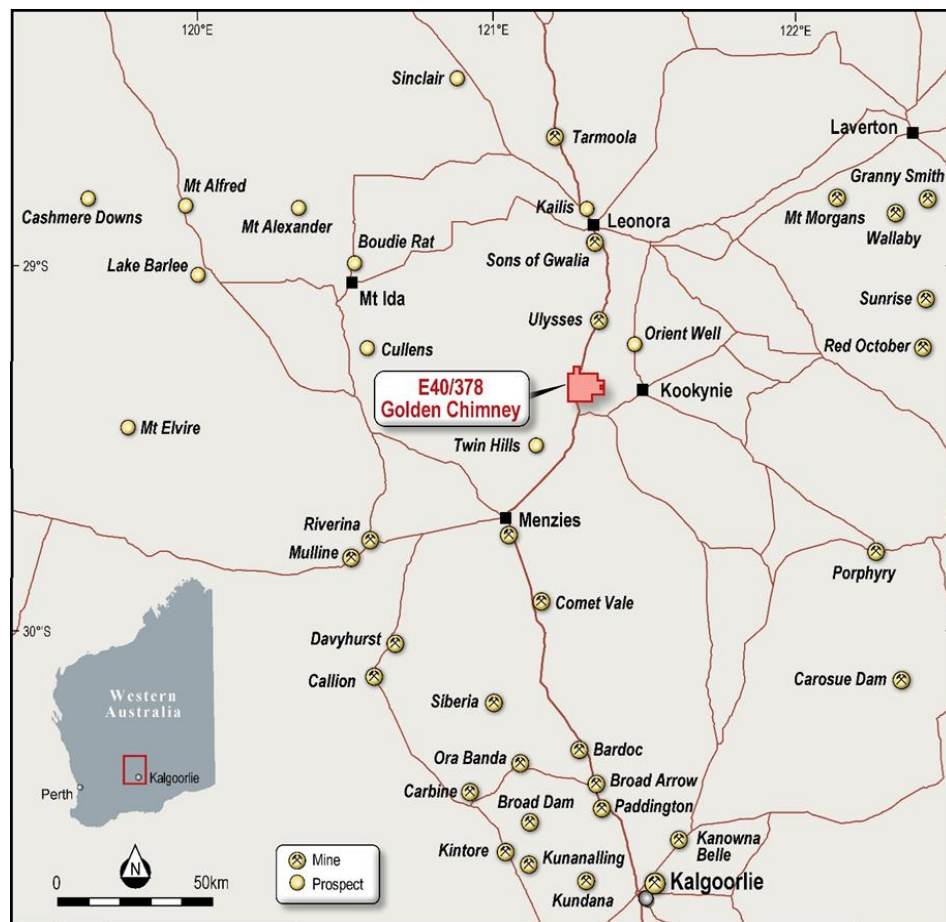 120°E
121°E
122°E
Sinclair
Tarmoola
Laverton
Granny Smith
Mt Alfred
Cashmere Downs
Mt Alexander
Kailis
Leonora
Mt Morgans
Wallaby
Boudie Rat
Sons of Gwalia
29°S
Lake Barlee
Mt Ida
Sunrise
Ulysses
Orient Well
Red October
Cullens
E40/378
Golden Chimney
Kookynie
Mt Elvire
Twin Hills
Menzies
Riverina
Mulline
Porphyry
Comet Vale
30°S
Davyhurst
Callion
Carosue Dam
Siberia
Western
Australia
Bardoc
Ora Banda
Kalgoorlie
Perth
Carbine
Broad Arrow
Broad Dam
Paddington
Kanowna
Belle
Kintore
Kunanalling
Kundana
Kalgoorlie
N
0
50km
Mine
Prospect